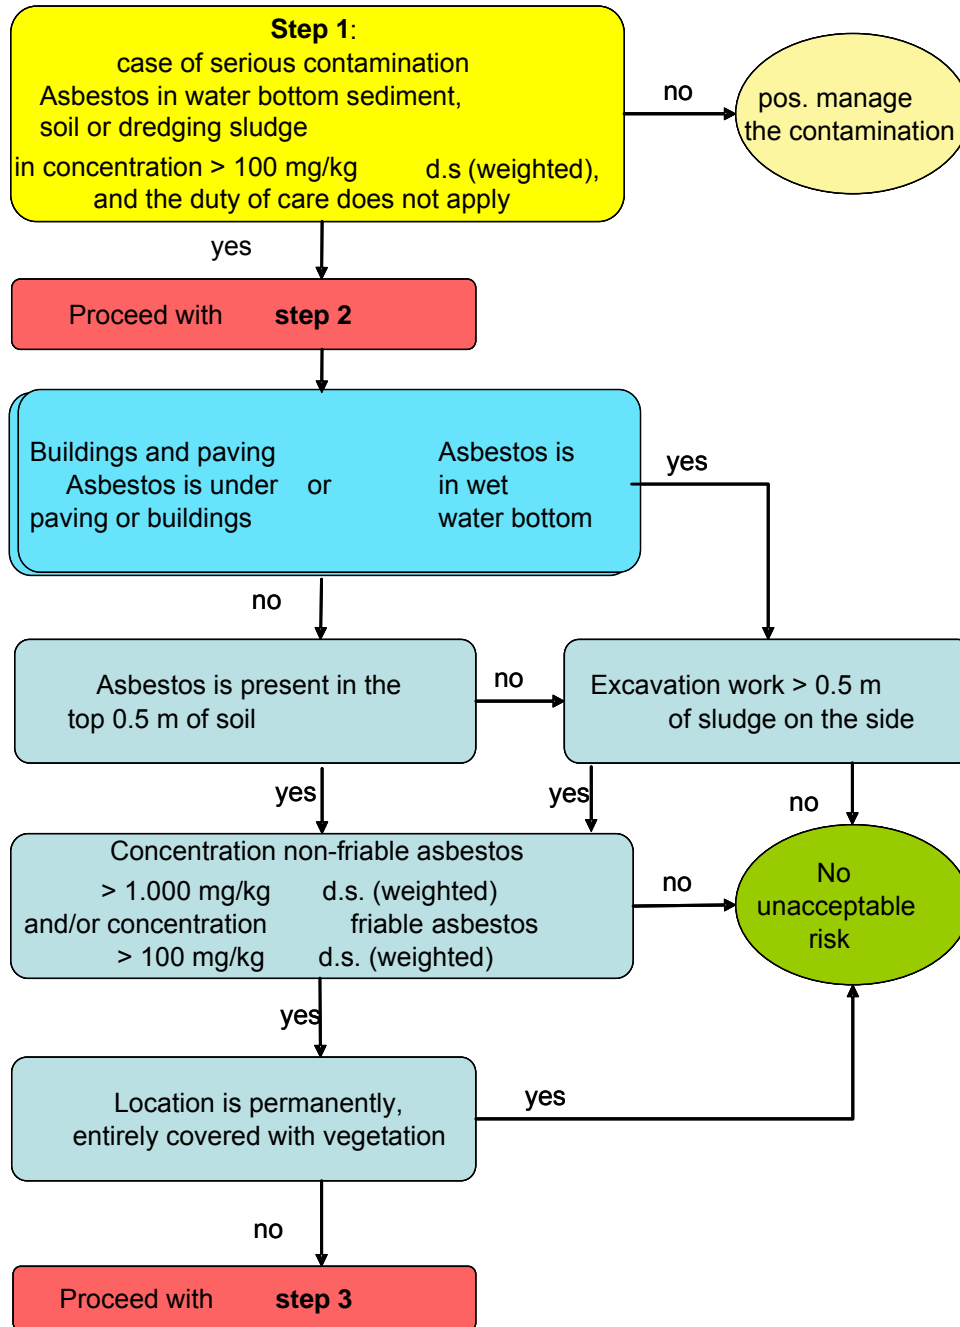 Step 1:
case of serious contamination
Asbestos in water bottom sediment,
soil or dredging sludge
in concentration > 100 mg/kg d.s (weighted),
and the duty of care does not apply
no
pos. manage
the contamination
yes
Proceed with step 2
Buildings and paving
Asbestos is under
paving or buildings
or
Asbestos is
in wet
water bottom
yes
no
Asbestos is present in the
top 0.5 m of soil
no
Excavation work > 0.5 m
of sludge on the side
yes
yes
no
Concentration non-friable asbestos
> 1.000 mg/kg d.s. (weighted)
and/or concentration friable asbestos
> 100 mg/kg d.s. (weighted)
no
No
unacceptable
risk
yes
Location is permanently,
entirely covered with vegetation
yes
no
Proceed with step 3